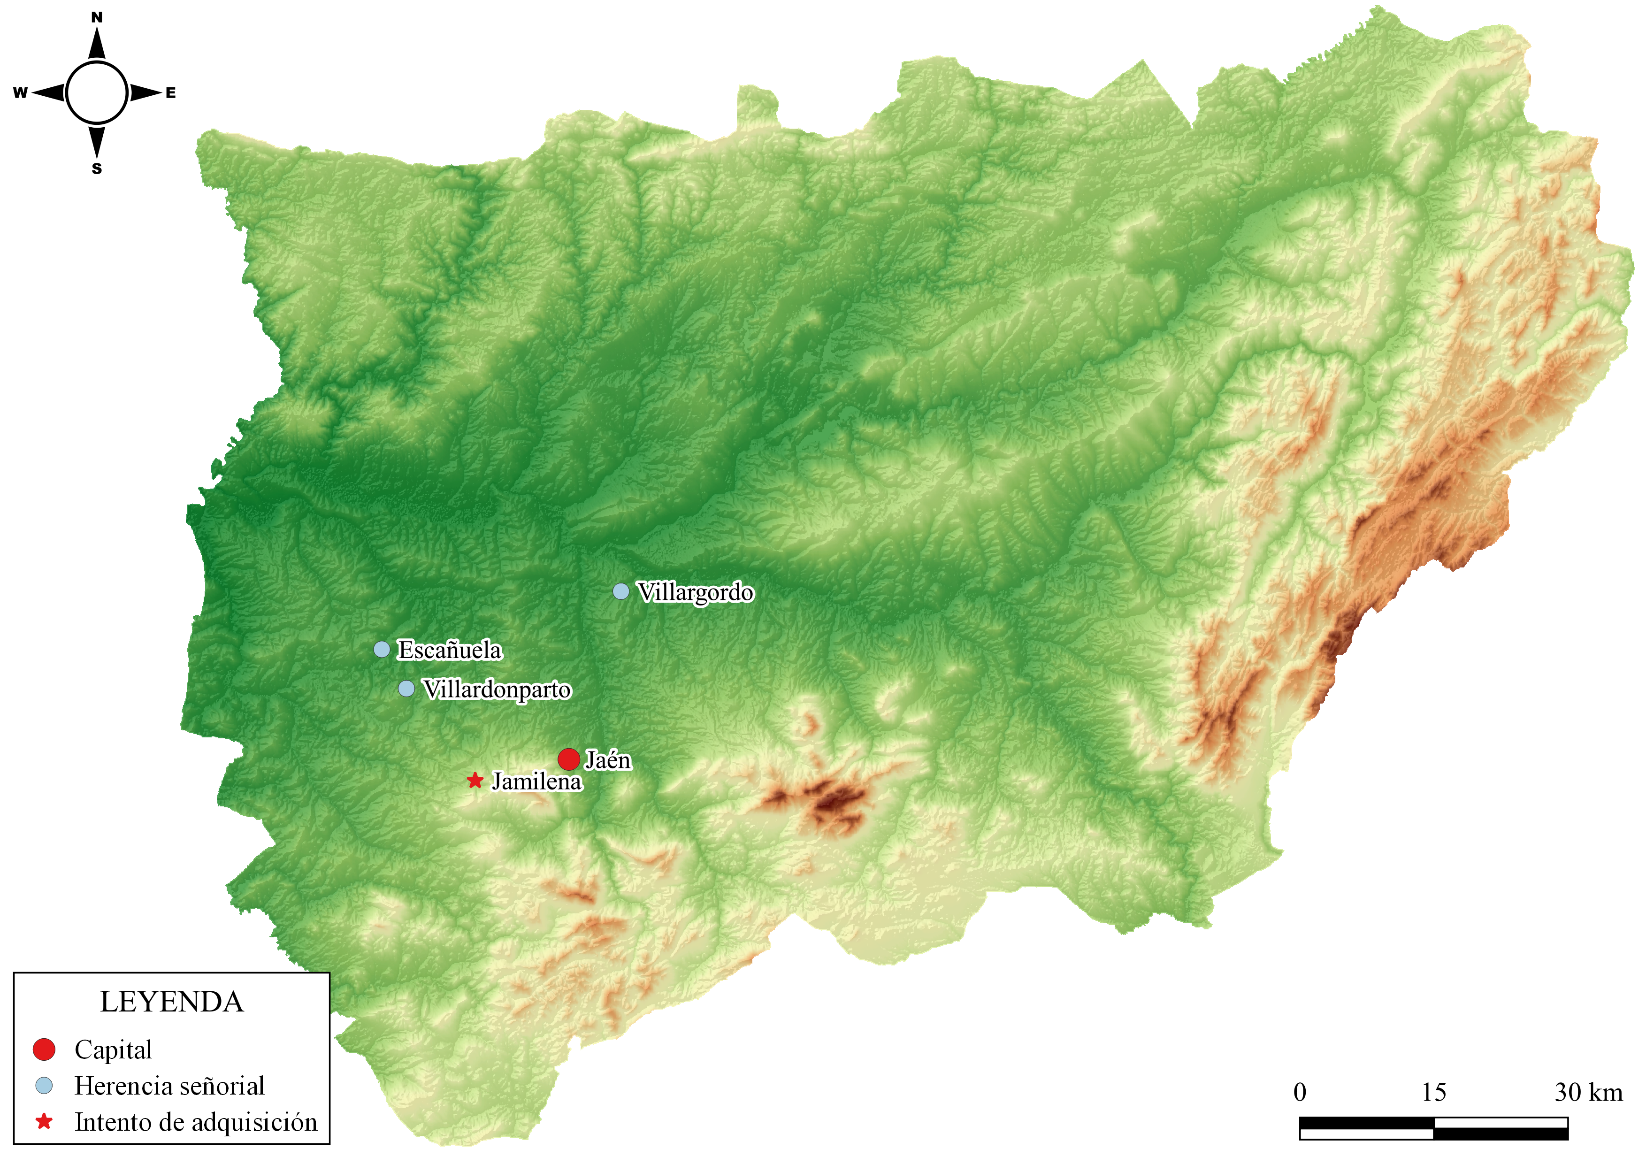 N
W E
S
Villargordo
Escañuela
Villardonparto
Jaén
Jamilena
LEYENDA
Capital
Herencia señorial
Intento de adquisición
0 15 30 km